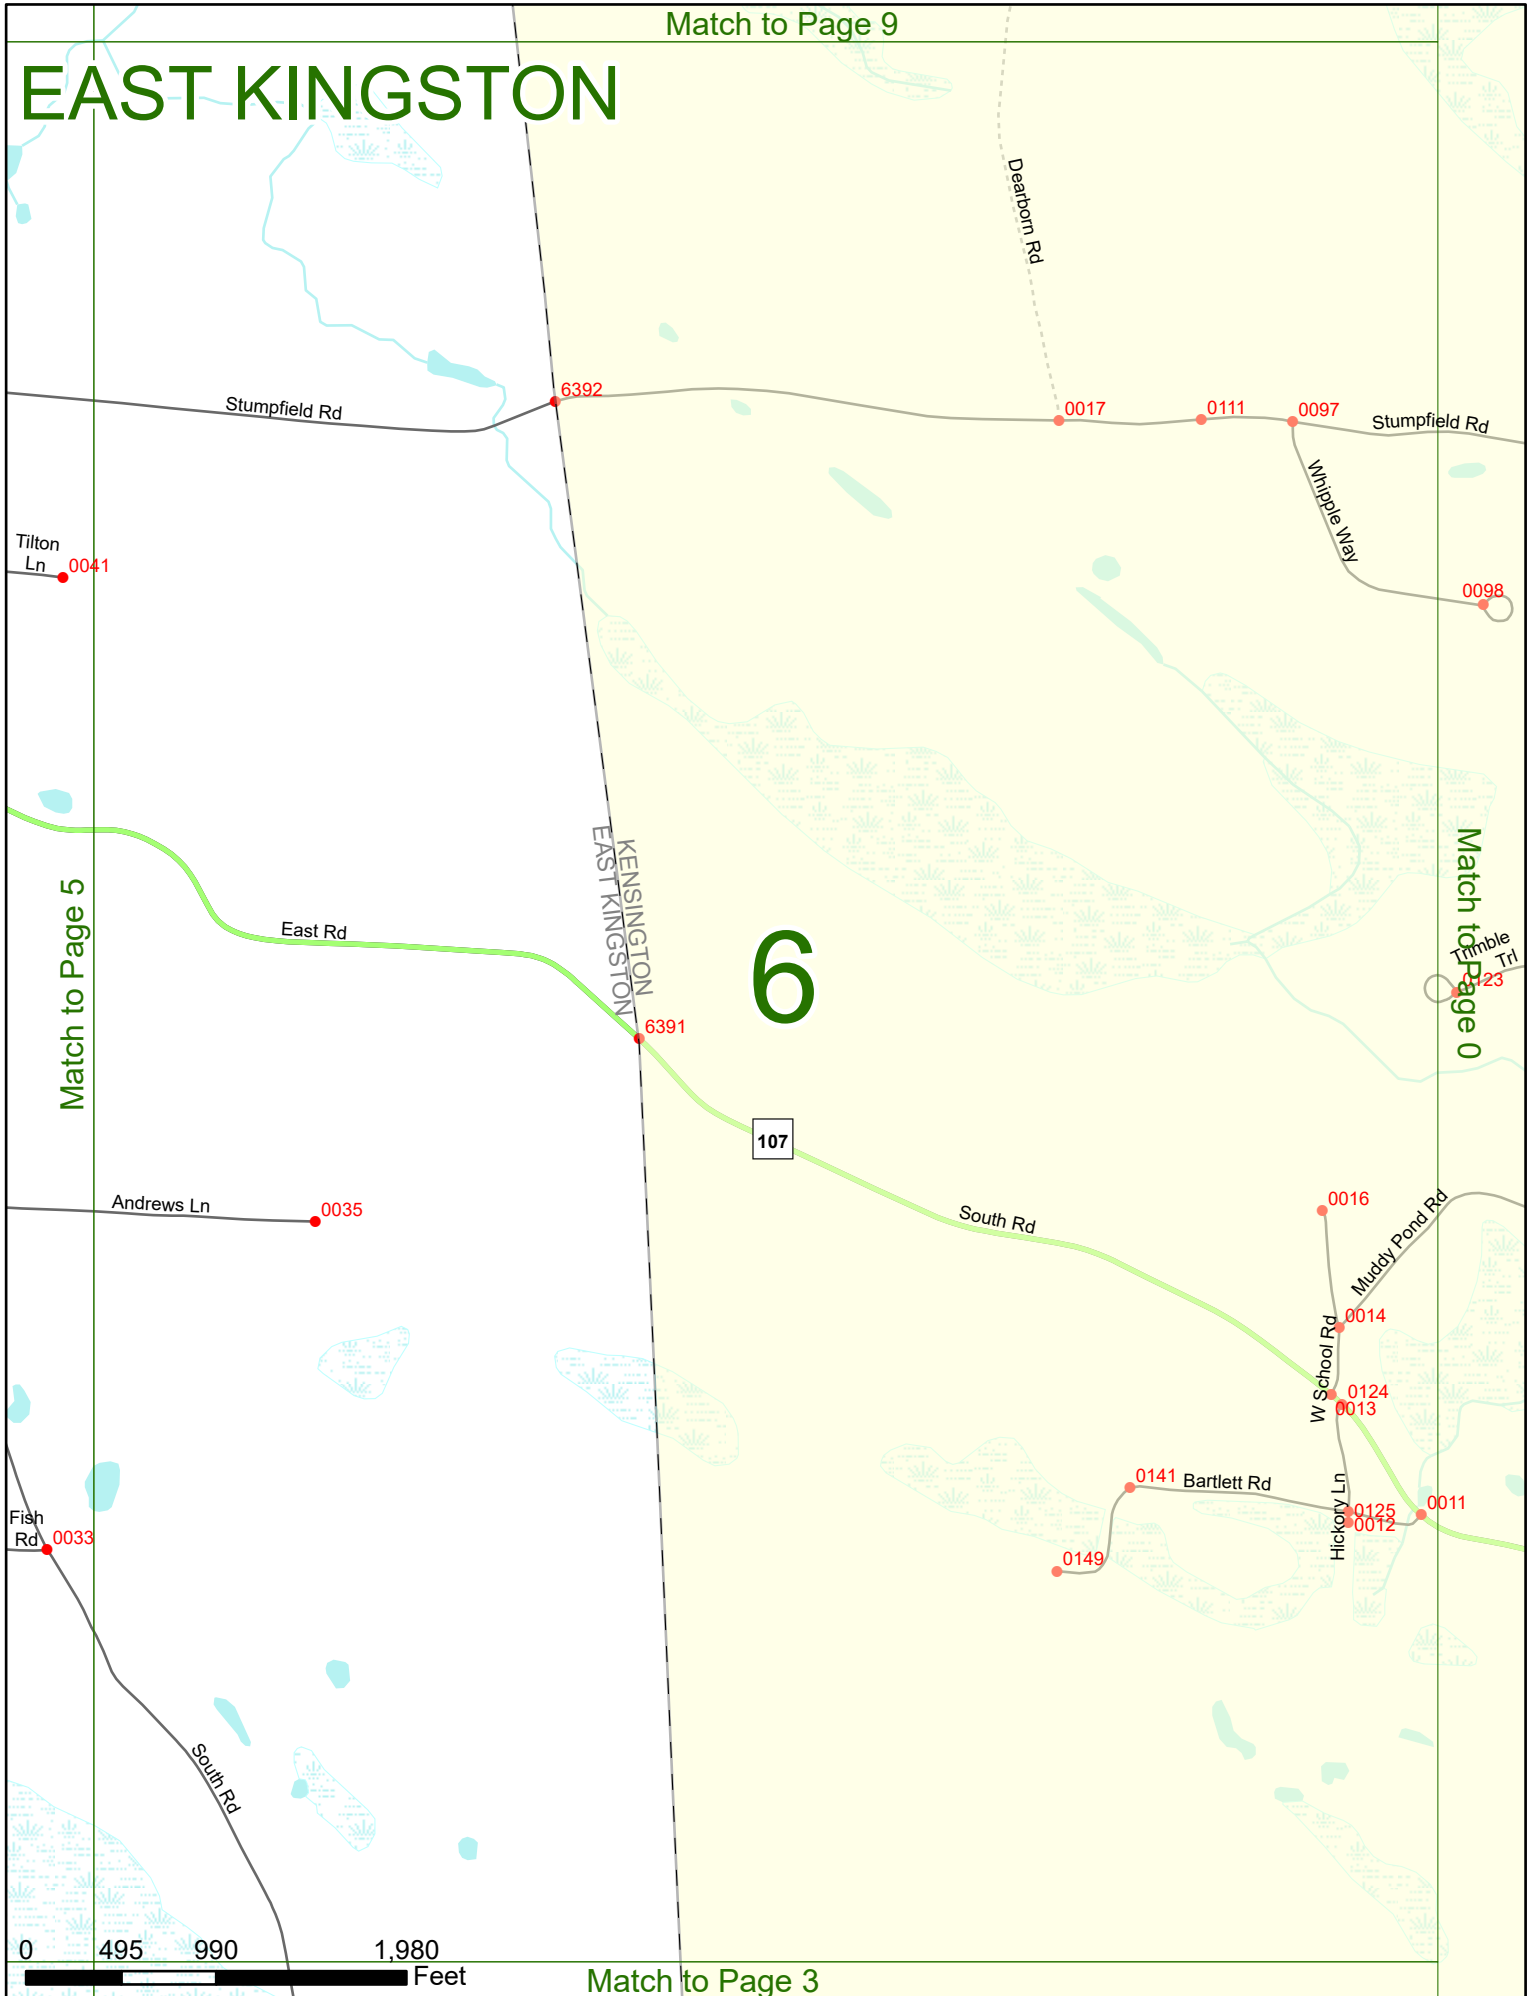 Match to Page 9
EAST KINGSTON
Dearborn Rd
6392
Stumpfield Rd
0017
0111
0097
Stumpfield Rd
Whipple Way
Tilton
Ln
0041
0098
KENSINGTON
EAST KINGSTON
Match to Page 5
East Rd
6
Match to Page 0
Trimble
Trl
0123
6391
107
Andrews Ln
0035
South Rd
0016
Muddy Pond Rd
0014
W School Rd
0124
0013
0141
Bartlett Rd
Hickory Ln
0125
0012
0011
Fish
Rd
0033
0149
South Rd
0 495 990 1,980
Feet
Match to Page 3